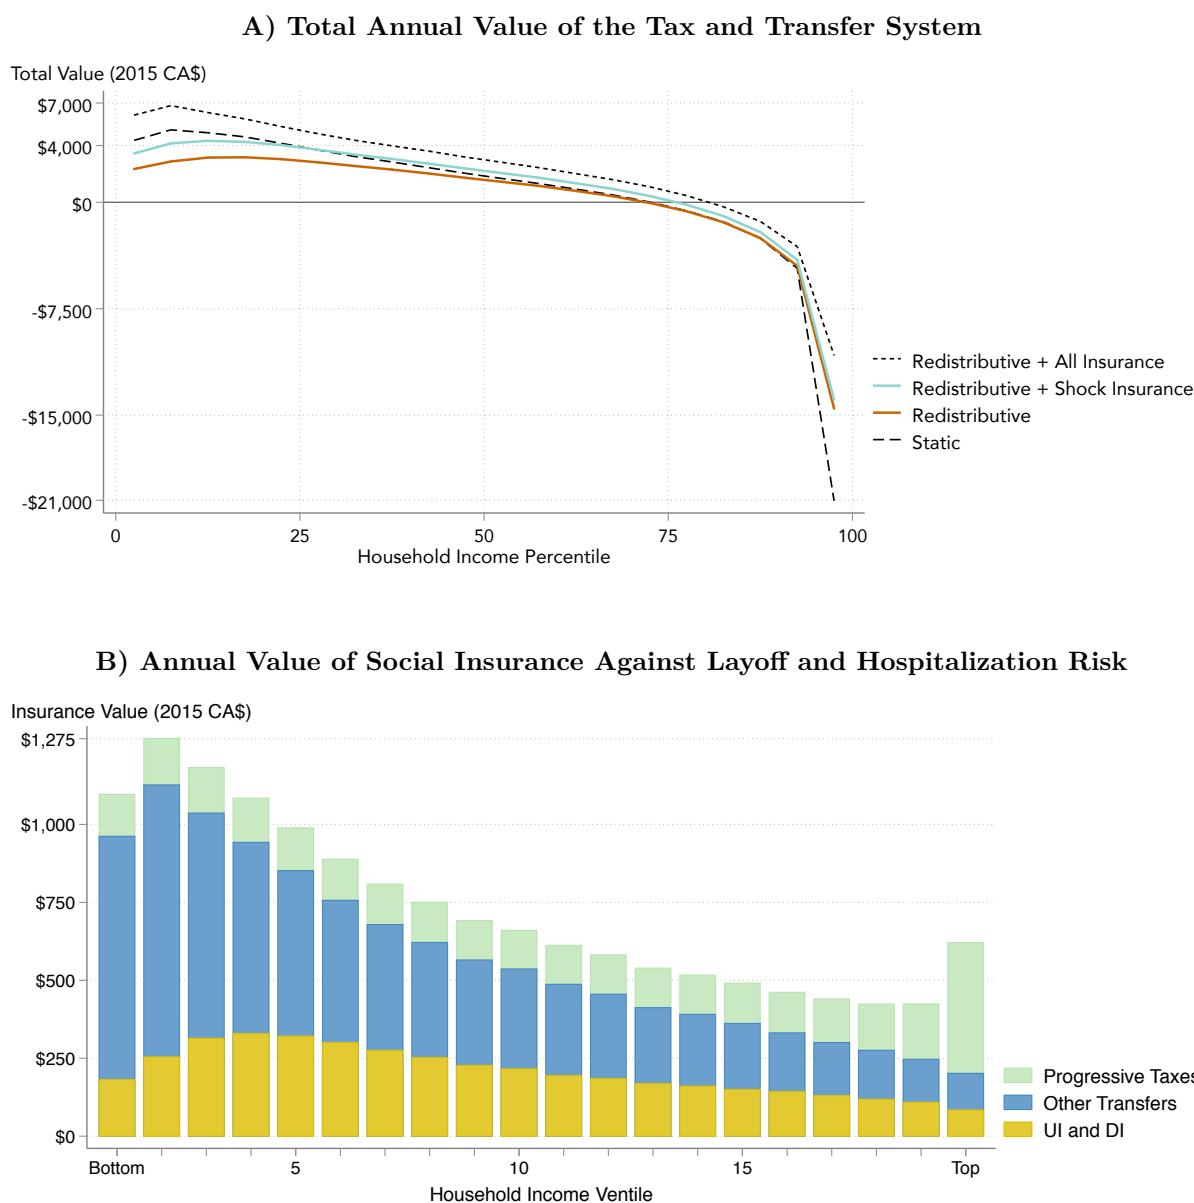 A) Total Annual Value of the Tax and Transfer System
Total Value (2015 CA$)
$7,000
$4,000
$0
-$7,500
-$15,000
-$21,000
0 25 50 75 100
Household Income Percentile
Redistributive + All Insurance
Redistributive + Shock Insurance
Redistributive
Static
B) Annual Value of Social Insurance Against Layoff and Hospitalization Risk
Insurance Value (2015 CA$)
$1,275
$1,000
$750
$500
$250
$0
Bottom 5 10 15 Top
Household Income Ventile
Progressive Taxes
Other Transfers
UI and DI